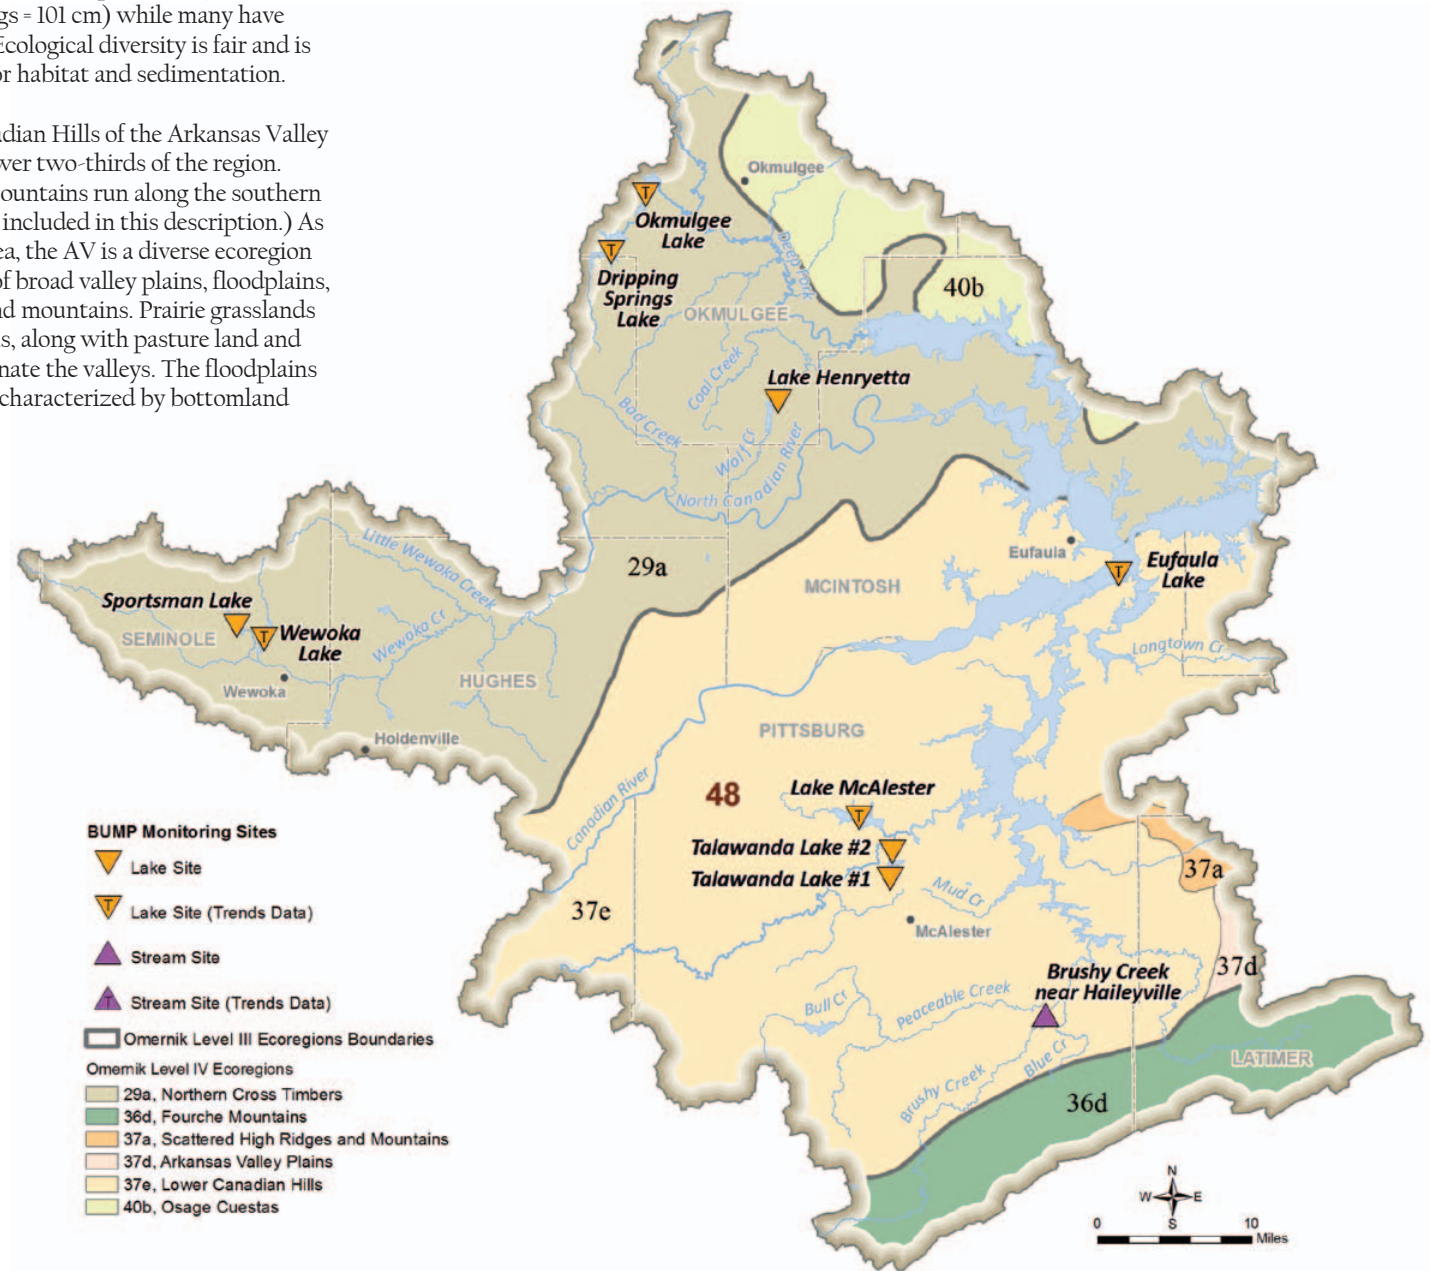 gs = 101 cm) while many have
Ecological diversity is fair and is
or habitat and sedimentation.
adian Hills of the Arkansas Valley
wer two-thirds of the region.
ountains run along the southern
included in this description.) As
ea, the AV is a diverse ecoregion
of broad valley plains, floodplains,
nd mountains. Prairie grasslands
s, along with pasture land and
nate the valleys. The floodplains
characterized by bottomland
Okmulgee
Okmulgee
Lake
Deep Fork
Dripping
Springs
Lake
40b
OKMULGEE
Coal Creek
Lake Henryetta
Bad Creek
Wolf Cr
North Canadian River
Little Wewoka Creek
29a
Eufaula
Eufaula
Lake
MCINTOSH
Sportsman Lake
SEMINOLE
Wewoka
Lake
Wewoka Cr
Longtown Cr
Wewoka
HUGHES
Holdenville
PITTSBURG
Canadian River
48
Lake McAlester
Talawanda Lake #2
Talawanda Lake #1
37a
Mud Cr
37e
McAlester
37d
Brushy Creek
near Haileyville
Bull Cr
Peaceable Creek
Blue Cr
Brushy Creek
LATIMER
36d
BUMP Monitoring Sites
Lake Site
T Lake Site (Trends Data)
Stream Site
T Stream Site (Trends Data)
Omernik Level III Ecoregions Boundaries
Omernik Level IV Ecoregions
29a, Northern Cross Timbers
36d, Fourche Mountains
37a, Scattered High Ridges and Mountains
37d, Arkansas Valley Plains
37e, Lower Canadian Hills
40b, Osage Cuestas
N
W E
S
0 10
Miles